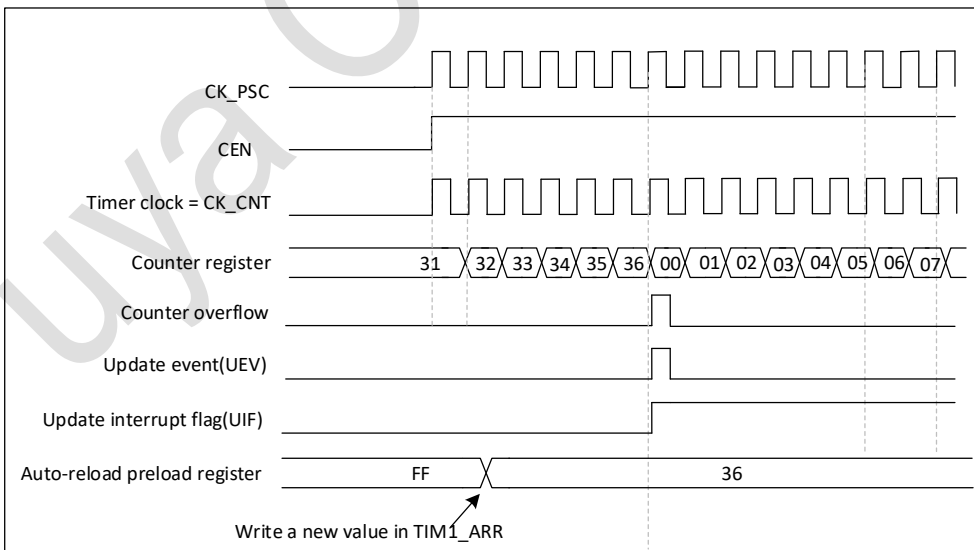 uya
CK_PSC
CEN
Timer clock = CK_CNT
Counter register 31 32 33 34 35 36 00 01 02 03 04 05 06 07
Counter overflow
Update event(UEV)
Update interrupt flag(UIF)
Auto-reload preload register FF 36
Write a new value in TIM1_ARR